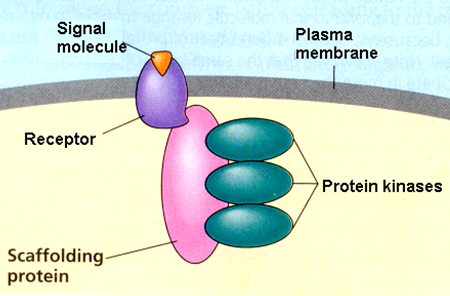 Signal
molecule
Plasma
membrane
Receptor
Protein kinases
Scaffolding
protein